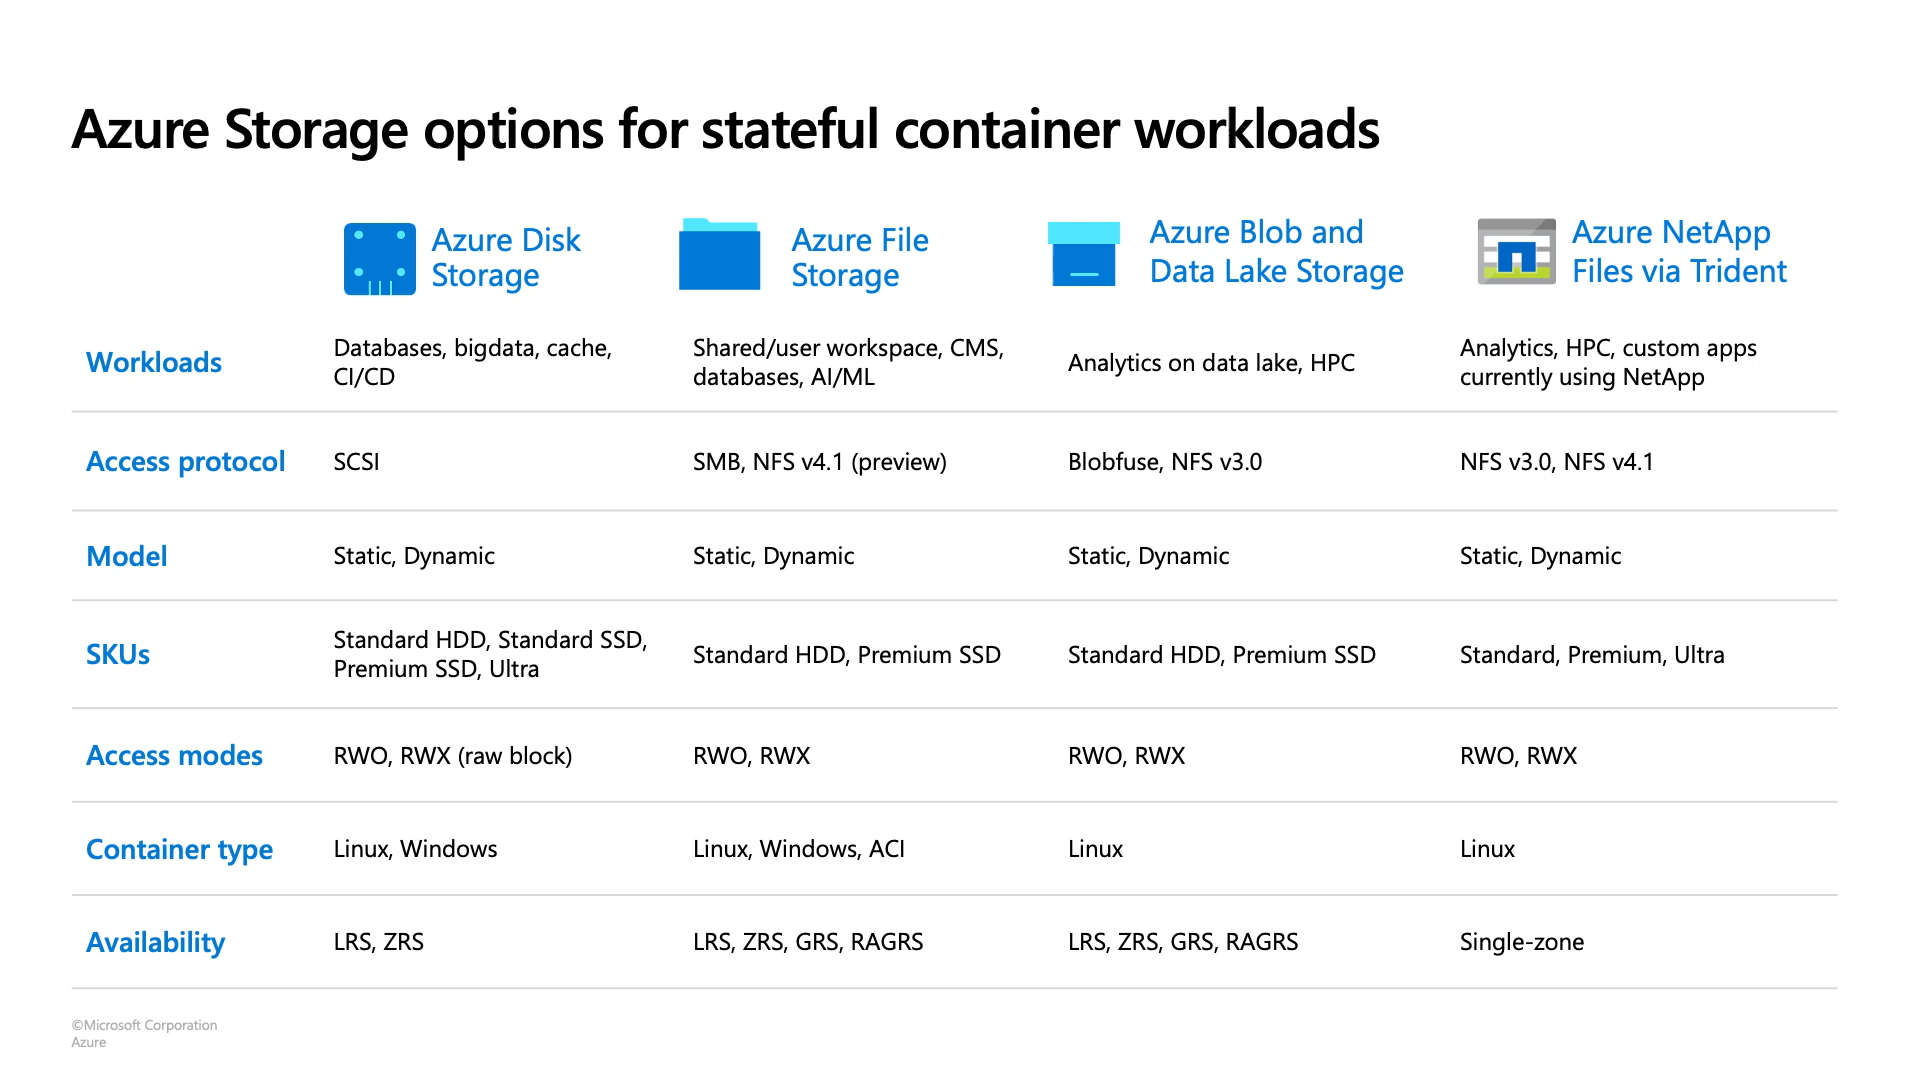 Azure Storage options for stateful container workloads
Azure Disk
Storage
Azure File
Storage
Azure Blob and
Data Lake Storage
Azure NetApp
Files via Trident
Workloads
Databases, bigdata, cache,
CI/CD
Shared/user workspace, CMS,
databases, AI/ML
Analytics on data lake, HPC
Analytics, HPC, custom apps
currently using NetApp
Access protocol
SCSI
SMB, NFS v4.1 (preview)
Blobfuse, NFS v3.0
NFS v3.0, NFS v4.1
Model
Static, Dynamic
Static, Dynamic
Static, Dynamic
Static, Dynamic
SKUs
Standard HDD, Standard SSD,
Premium SSD, Ultra
Standard HDD, Premium SSD
Standard HDD, Premium SSD
Standard, Premium, Ultra
Access modes
RWO, RWX (raw block)
RWO, RWX
RWO, RWX
RWO, RWX
Container type
Linux, Windows
Linux, Windows, ACI
Linux
Linux
Availability
LRS, ZRS
LRS, ZRS, GRS, RAGRS
LRS, ZRS, GRS, RAGRS
Single-zone
©Microsoft Corporation
Azure